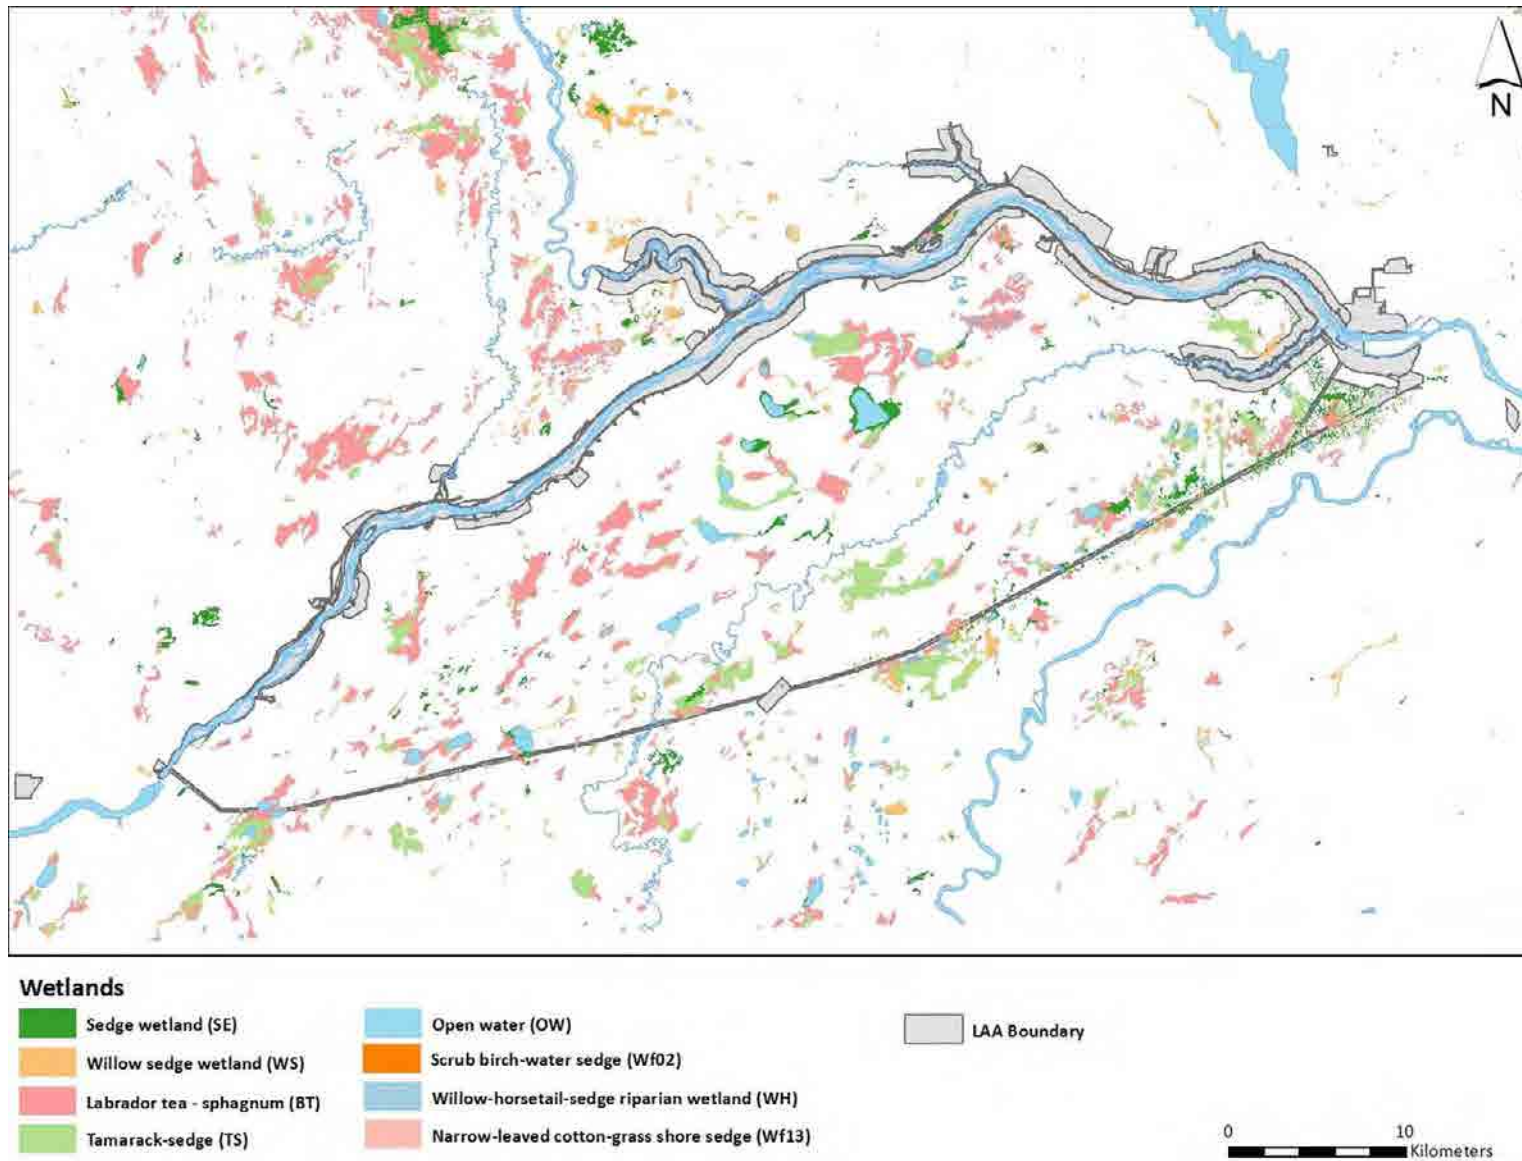 N
Wetlands
Sedge wetland (SE)
Willow sedge wetland (WS)
Labrador tea - sphagnum (BT)
Tamarack-sedge (TS)
Open water (OW)
Scrub birch-water sedge (Wf02)
Willow-horsetail-sedge riparian wetland (WH)
Narrow-leaved cotton-grass shore sedge (Wf13)
LAA Boundary
0 10
Kilometers